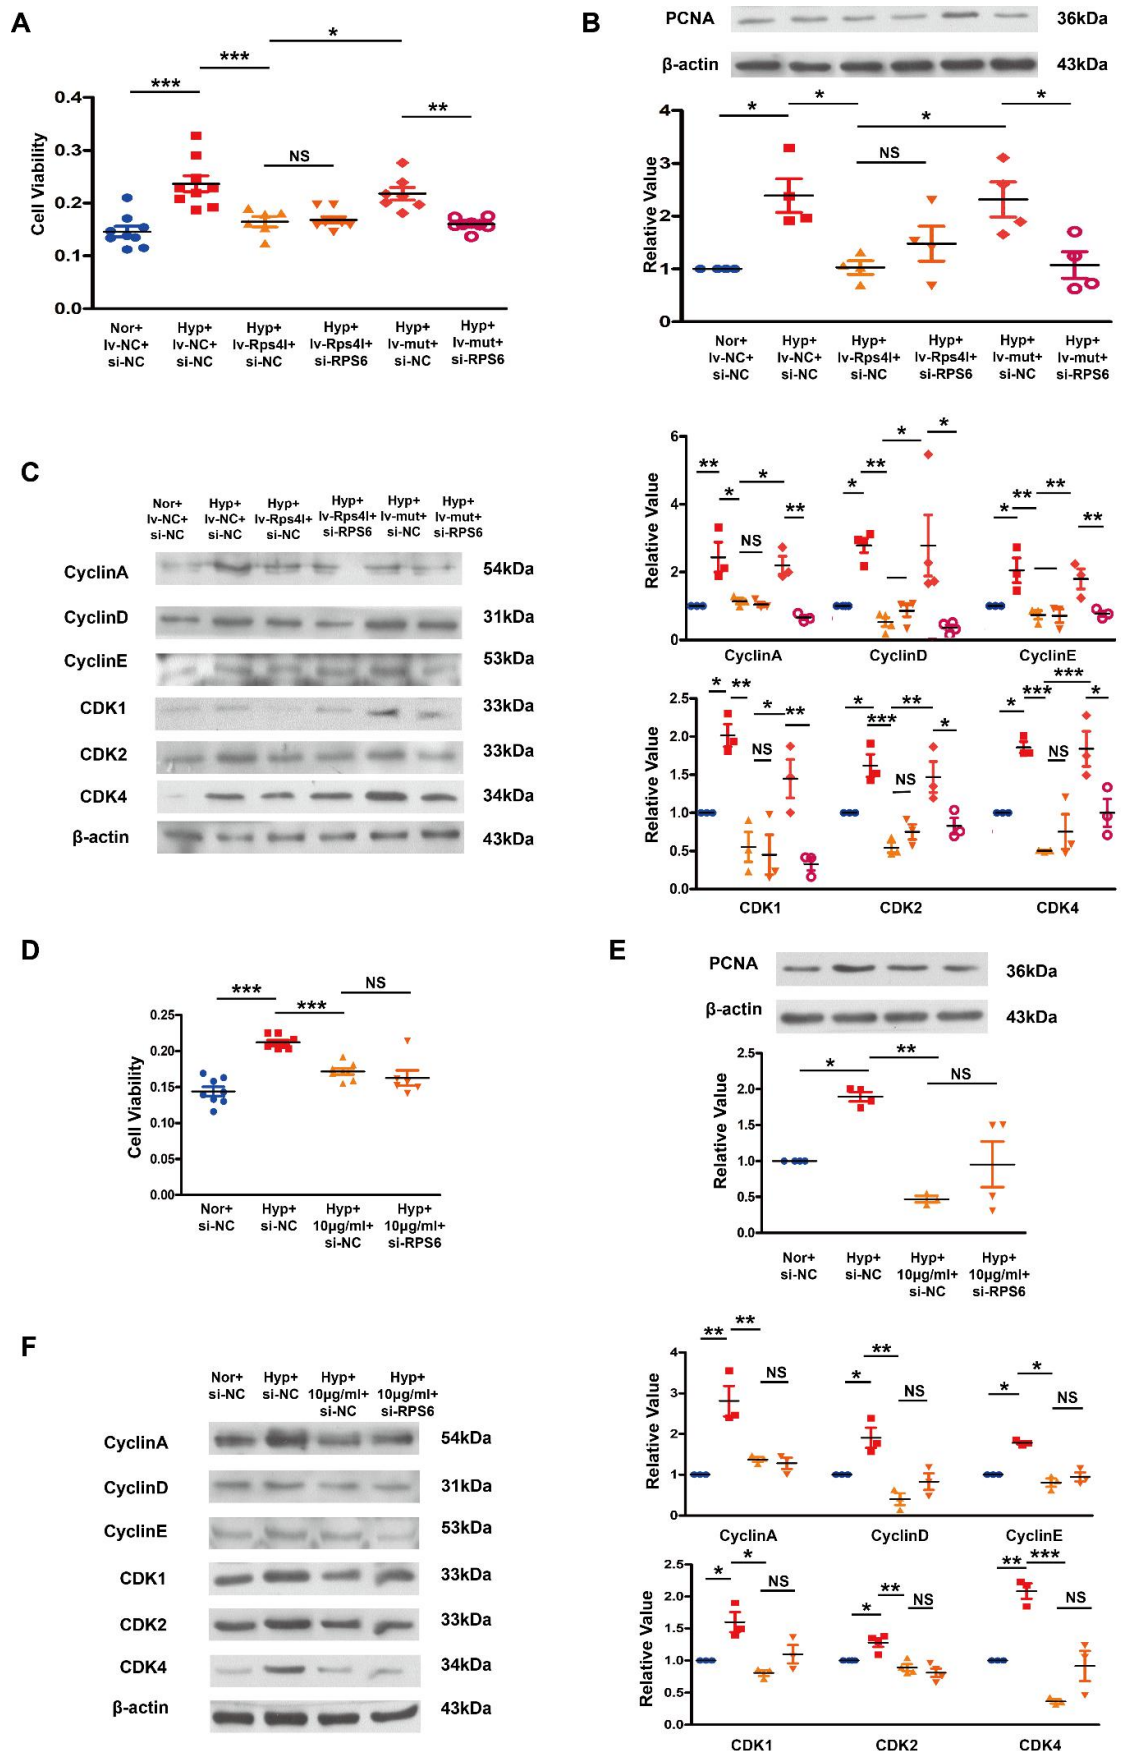 A
*
***
***
**
NS
0.4
0.3
0.2
0.1
0.0
Cell Viability
Nor+
lv-NC+
si-NC
Hyp+
lv-NC+
si-NC
Hyp+
lv-Rps4l+
si-NC
Hyp+
lv-Rps4l+
si-RPS6
Hyp+
lv-mut+
si-NC
Hyp+
lv-mut+
si-RPS6
B
PCNA
36kDa
β-actin
43kDa
*
*
*
*
NS
4
3
2
1
0
Relative Value
Nor+
lv-NC+
si-NC
Hyp+
lv-NC+
si-NC
Hyp+
lv-Rps4l+
si-NC
Hyp+
lv-Rps4l+
si-RPS6
Hyp+
lv-mut+
si-NC
Hyp+
lv-mut+
si-RPS6
C
Nor+
lv-NC+
si-NC
Hyp+
lv-NC+
si-NC
Hyp+
lv-Rps4l+
si-NC
Hyp+
lv-Rps4l+
si-RPS6
Hyp+
lv-mut+
si-NC
Hyp+
lv-mut+
si-RPS6
CyclinA
54kDa
CyclinD
31kDa
CyclinE
53kDa
CDK1
33kDa
CDK2
33kDa
CDK4
34kDa
β-actin
43kDa
6
4
2
0
Relative Value
**
*
NS
*
**
*
**
*
*
*
**
**
**
CyclinA
CyclinD
CyclinE
2.5
2.0
1.5
1.0
0.5
0.0
Relative Value
*
**
NS
*
**
*
***
NS
**
*
*
***
NS
***
*
CDK1
CDK2
CDK4
D
***
***
NS
0.25
0.20
0.15
0.10
0.05
0.00
Cell Viability
Nor+
si-NC
Hyp+
si-NC
Hyp+
10μg/ml+
si-NC
Hyp+
10μg/ml+
si-RPS6
E
PCNA
36kDa
β-actin
43kDa
*
**
NS
2.5
2.0
1.5
1.0
0.5
0.0
Relative Value
Nor+
si-NC
Hyp+
si-NC
Hyp+
10μg/ml+
si-NC
Hyp+
10μg/ml+
si-RPS6
F
Nor+
si-NC
Hyp+
si-NC
Hyp+
10μg/ml+
si-NC
Hyp+
10μg/ml+
si-RPS6
CyclinA
54kDa
CyclinD
31kDa
CyclinE
53kDa
CDK1
33kDa
CDK2
33kDa
CDK4
34kDa
β-actin
43kDa
4
3
2
1
0
Relative Value
**
**
NS
*
**
NS
*
*
NS
CyclinA
CyclinD
CyclinE
2.5
2.0
1.5
1.0
0.5
0.0
Relative Value
*
*
NS
*
**
NS
**
***
NS
CDK1
CDK2
CDK4